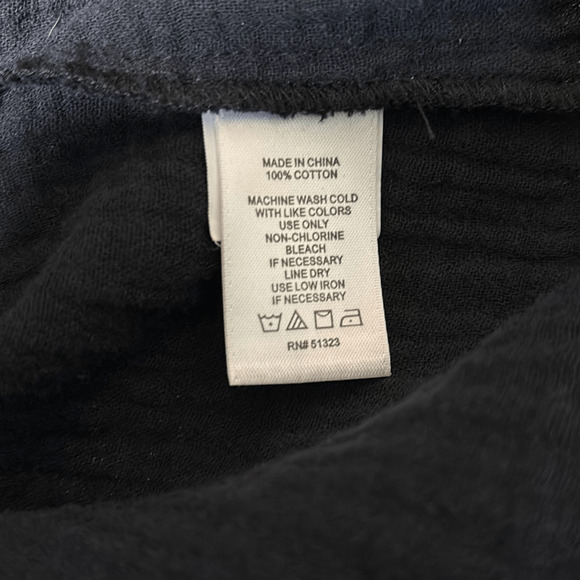 MADE IN CHINA
100% COTTON
MACHINE WASH COLD
WITH LIKE COLORS
USE ONLY
NON-CHLORINE
BLEACH
IF NECESSARY
LINE DRY
USE LOW IRON
IF NECESSARY
RN# 51323